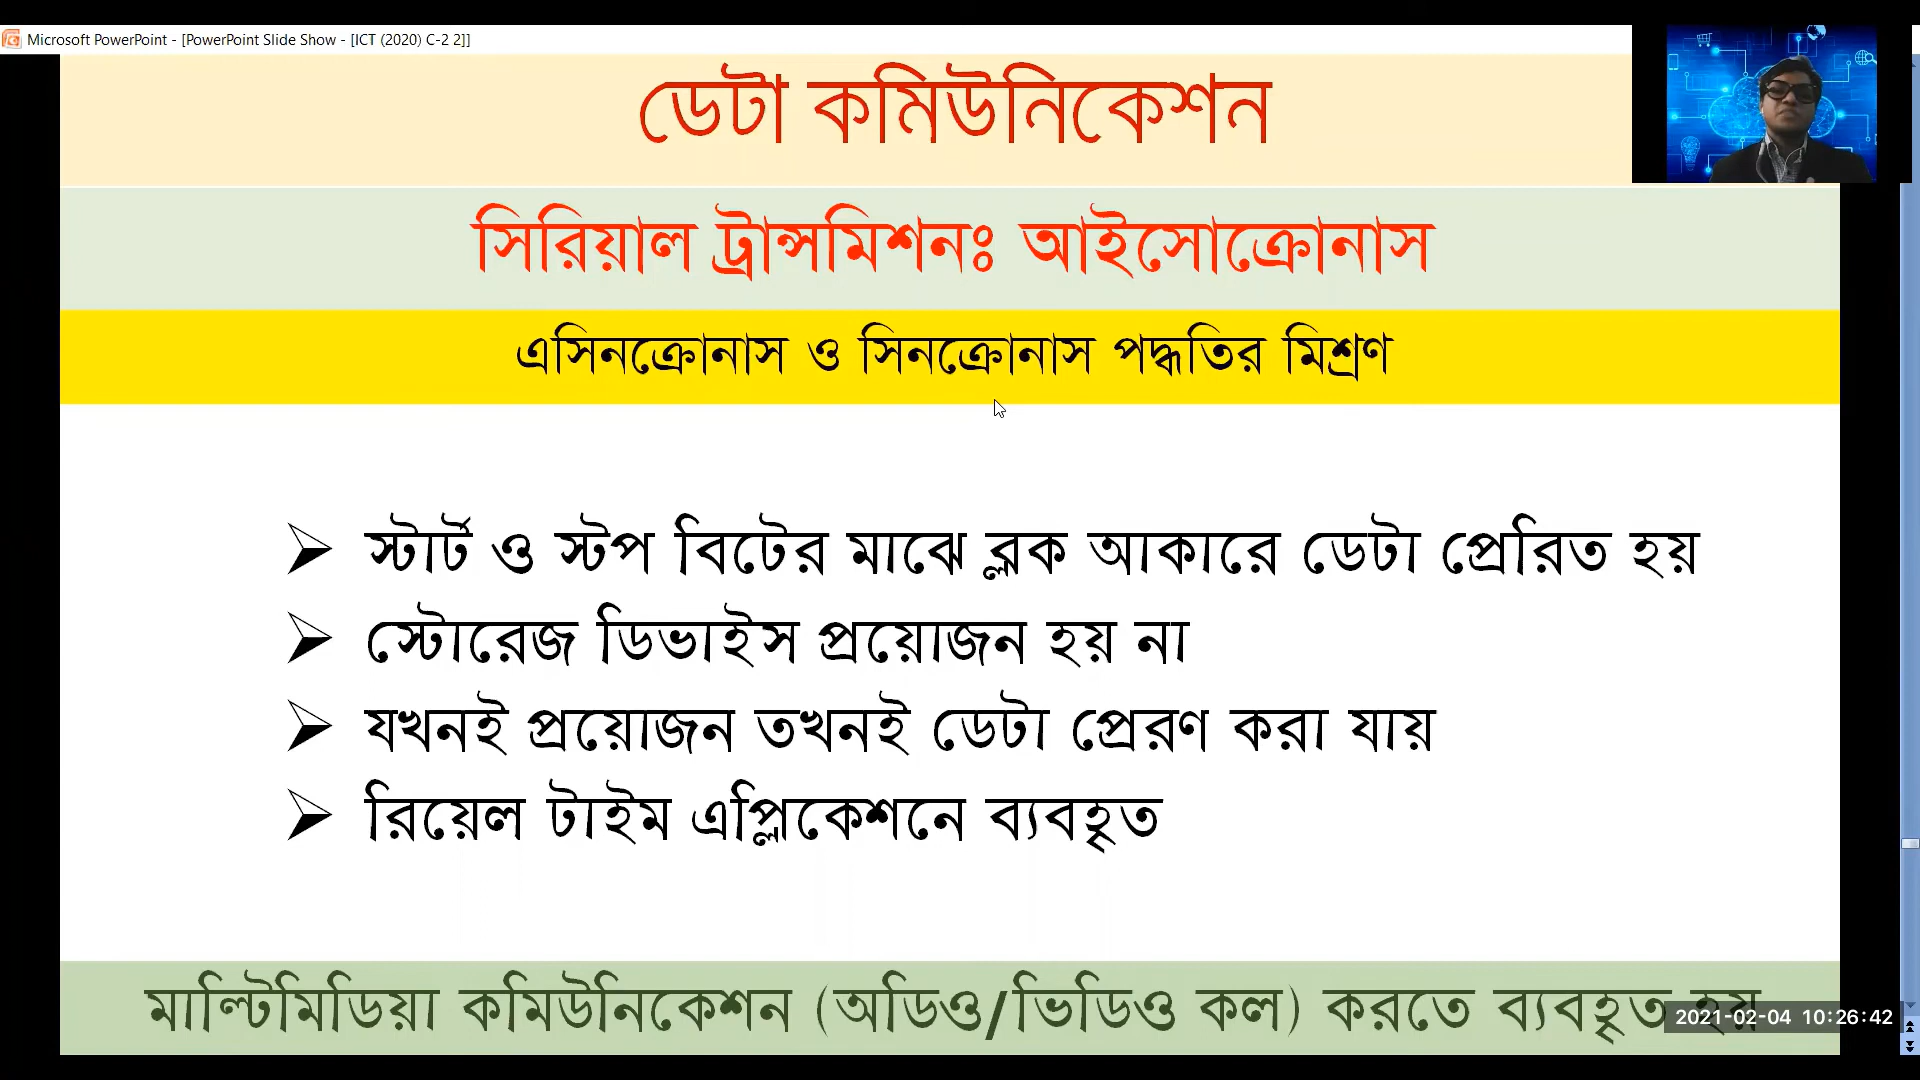 Microsoft PowerPoint - [PowerPoint Slide Show - [ICT (2020) C-2 2]]
ডেটা কমিউনিকেশন
সিরিয়াল ট্রান্সমিশনঃ আইসোক্রোনাস
এসিনক্রোনাস ও সিনক্রোনাস পদ্ধতির মিশ্রণ
স্টার্ট ও স্টপ বিটের মাঝে ব্লক আকারে ডেটা প্রেরিত হয়
স্টোরেজ ডিভাইস প্রয়োজন হয় না
যখনই প্রয়োজন তখনই ডেটা প্রেরণ করা যায়
রিয়েল টাইম এপ্লিকেশনে ব্যবহৃত
মাল্টিমিডিয়া কমিউনিকেশন (অডিও/ভিডিও কল) করতে ব্যবহৃত হয়
2021-02-04 10:26:42